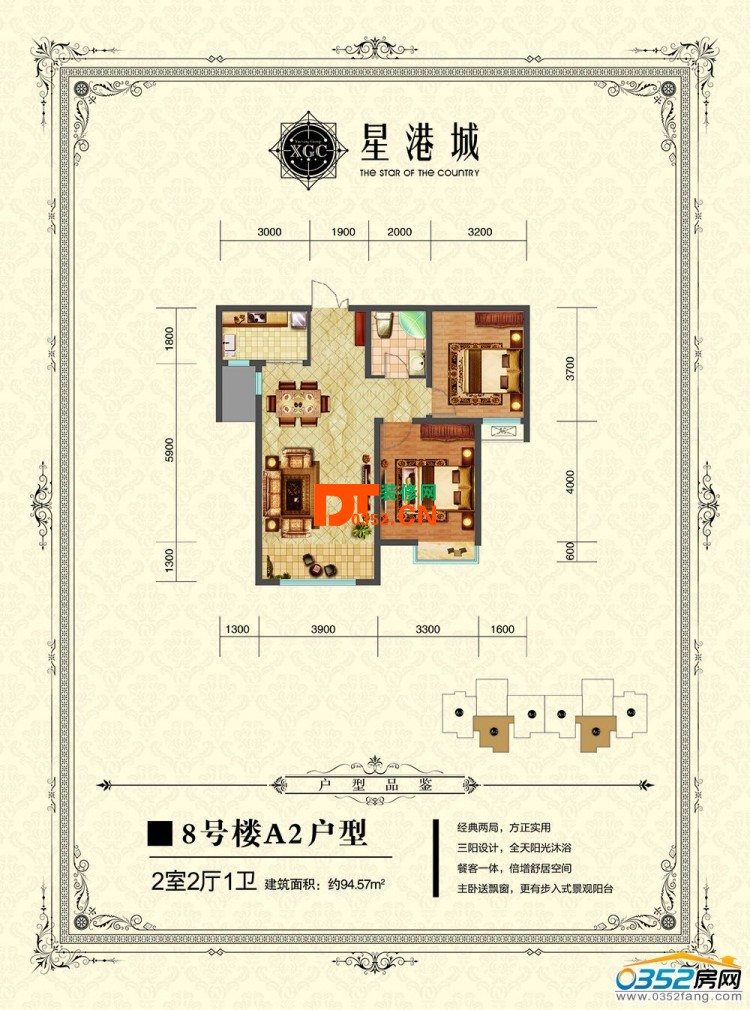 XGC
星港城
THE STAR OF THE COUNTRY
3000 1900 2000 3200
1800
5900
1300
3700
4000
600
装修网
DT.CN
0352
1300 3900 3300 1600
户型品鉴
8号楼A2户型
2室2厅1卫 建筑面积：约94.57m²
经典两局，方正实用
三阳设计，全天阳光沐浴
餐客一体，倍增舒居空间
主卧送飘窗，更有步入式景观阳台
0352房网
www.0352fang.com